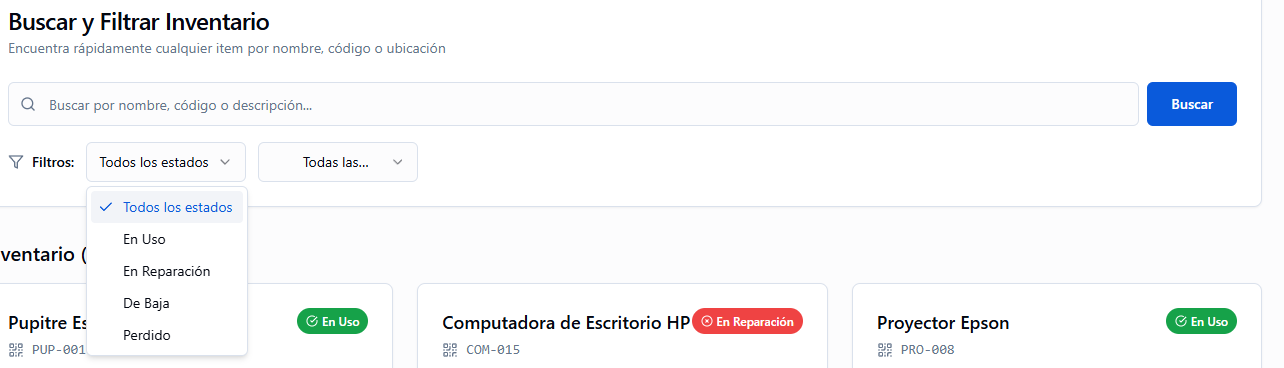 Buscar y Filtrar Inventario
Encuentra rápidamente cualquier item por nombre, código o ubicación
Buscar por nombre, código o descripción...
Buscar
Filtros:
Todos los estados
Todas las...
Todos los estados
En Uso
En Reparación
De Baja
Perdido
ventario (
Pupitre Es
En Uso
PUP-001
Computadora de Escritorio HP
En Reparación
COM-015
Proyector Epson
En Uso
PRO-008